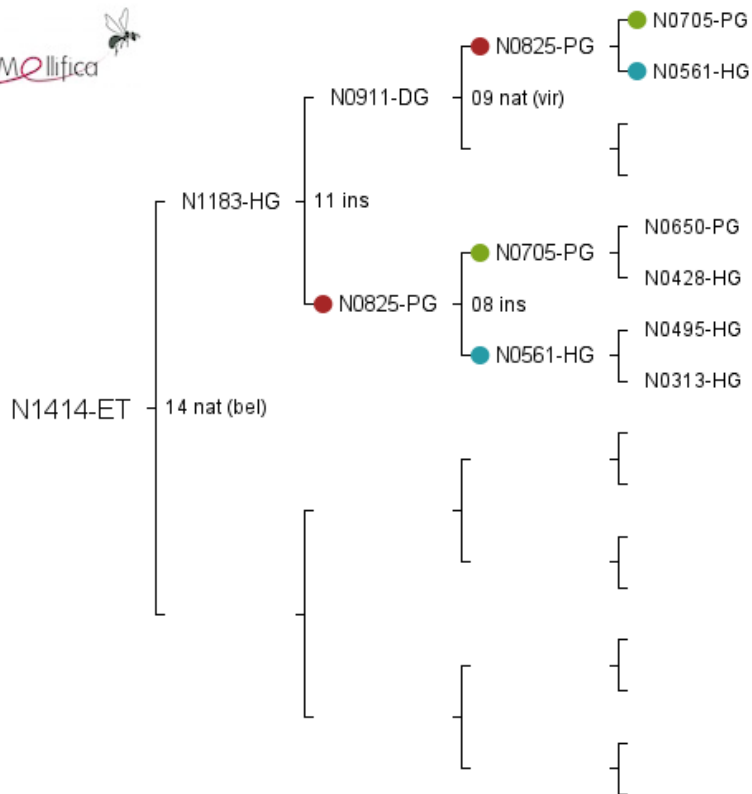 Mellifica
N0705-PG
N0825-PG
N0561-HG
N0911-DG
09 nat (vir)
N1183-HG
11 ins
N0650-PG
N0705-PG
N0428-HG
N0825-PG
08 ins
N0495-HG
N0561-HG
N0313-HG
N1414-ET
14 nat (bel)